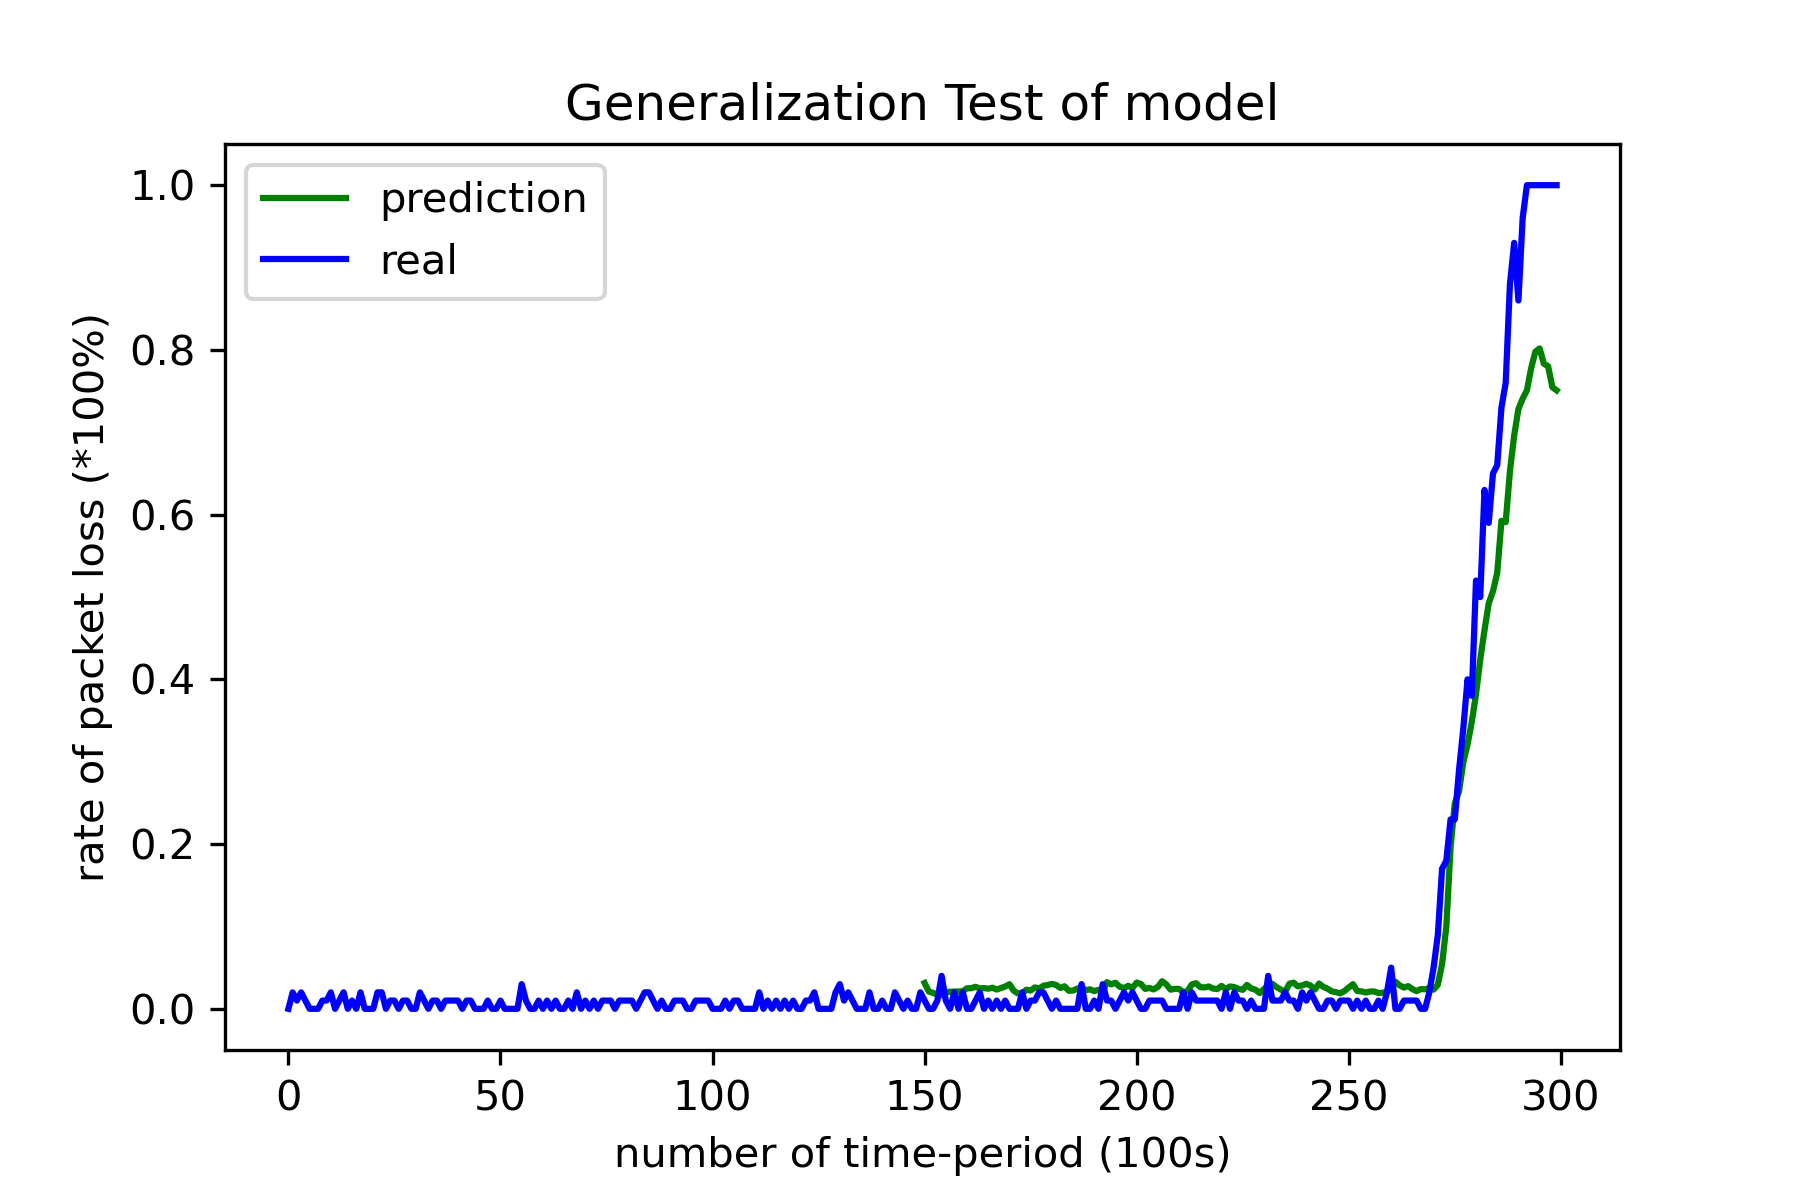 Generalization Test of model
prediction
real
1.0
0.8
0.6
0.4
0.2
0.0
rate of packet loss (*100%)
0 50 100 150 200 250 300
number of time-period (100s)